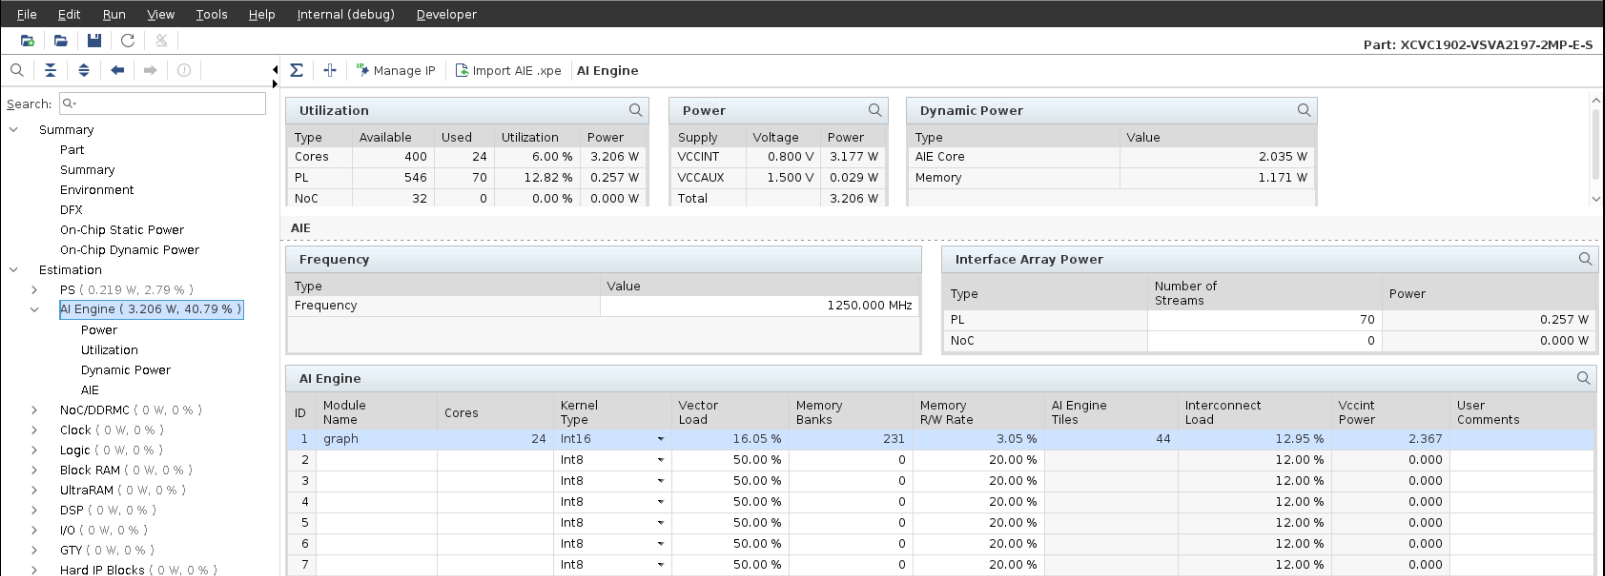 File Edit Run View Tools Help Internal (debug) Developer
Part: XCVC1902-VSVA2197-2MP-E-S
Manage IP Import AIE .xpe AI Engine
Search:
Summary
Part
Summary
Environment
DFX
On-Chip Static Power
On-Chip Dynamic Power
Estimation
PS ( 0.219 W, 2.79 % )
AI Engine ( 3.206 W, 40.79 % )
Power
Utilization
Dynamic Power
AIE
NoC/DDRMC ( 0 W, 0 % )
Clock ( 0 W, 0 % )
Logic ( 0 W, 0 % )
Block RAM ( 0 W, 0 % )
UltraRAM ( 0 W, 0 % )
DSP ( 0 W, 0 % )
I/O ( 0 W, 0 % )
GTY ( 0 W, 0 % )
Hard IP Blocks ( 0 W, 0 % )
Utilization
Type Available Used Utilization Power
Cores 400 24 6.00 % 3.206 W
PL 546 70 12.82 % 0.257 W
NoC 32 0 0.00 % 0.000 W
Power
Supply Voltage Power
VCCINT 0.800 V 3.177 W
VCCAUX 1.500 V 0.029 W
Total 3.206 W
Dynamic Power
Type Value
AIE Core 2.035 W
Memory 1.171 W
AIE
Frequency
Type Value
Frequency 1250.000 MHz
Interface Array Power
Type Number of Streams Power
PL 70 0.257 W
NoC 0 0.000 W
AI Engine
ID Module Name Cores Kernel Type Vector Load Memory Banks Memory R/W Rate AI Engine Tiles Interconnect Load Vccint Power User Comments
1 graph 24 Int16 16.05 % 231 3.05 % 44 12.95 % 2.367
2 Int8 50.00 % 0 20.00 % 12.00 % 0.000
3 Int8 50.00 % 0 20.00 % 12.00 % 0.000
4 Int8 50.00 % 0 20.00 % 12.00 % 0.000
5 Int8 50.00 % 0 20.00 % 12.00 % 0.000
6 Int8 50.00 % 0 20.00 % 12.00 % 0.000
7 Int8 50.00 % 0 20.00 % 12.00 % 0.000